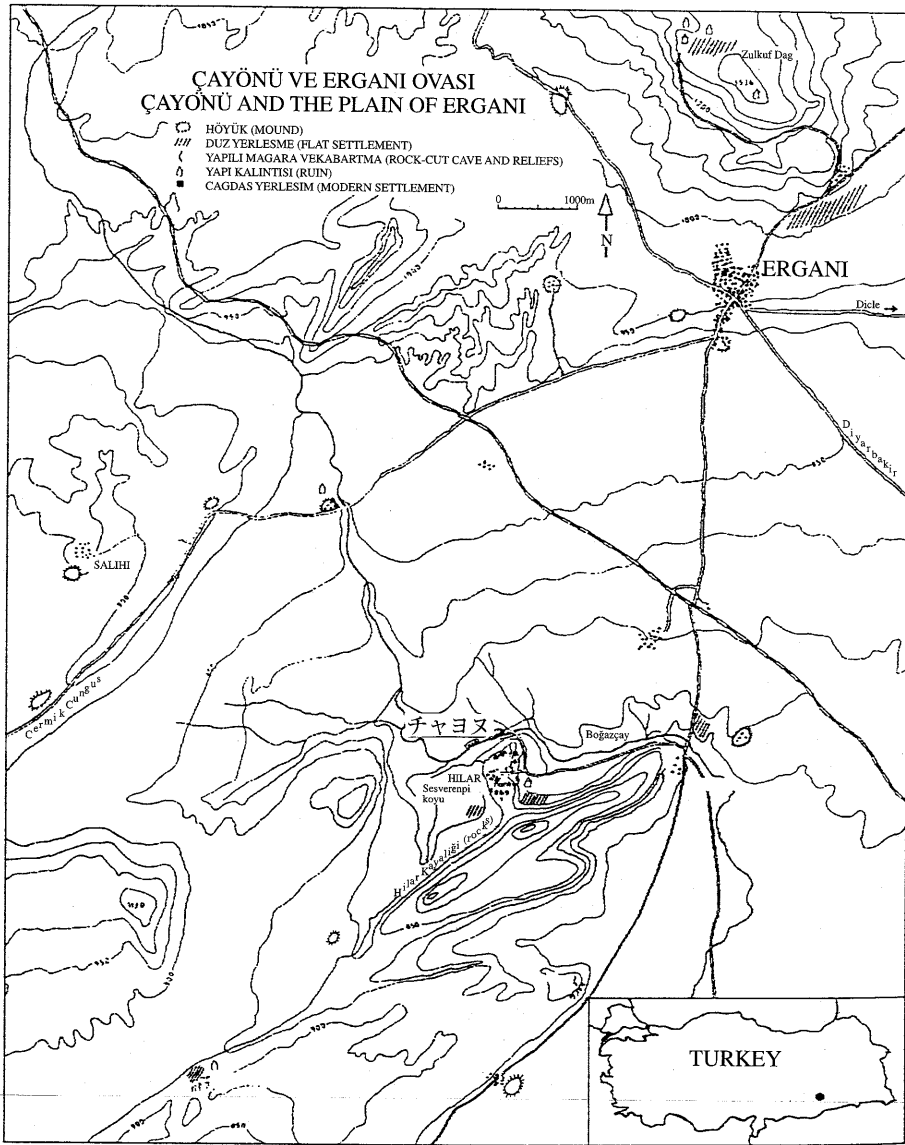 ÇAYÖNÜ VE ERGANI OVASI
ÇAYONÜ AND THE PLAIN OF ERGANI
HÖYÜK (MOUND)
DUZ YERLESME (FLAT SETTLEMENT)
YAPILI MAGARA VEKABARTMA (ROCK-CUT CAVE AND RELIEFS)
YAPI KALINTISI (RUIN)
CAGDAS YERLESIM (MODERN SETTLEMENT)
0 1000m
N
Zulkuf Dag
ERGANI
Dicle
Diyarbakir
SALIHI
Cermik Cungus
チャヨヌ
Boğazçay
HILAR
Sesverenpi
koyu
Hilar Kayaliği (rocks)
TURKEY